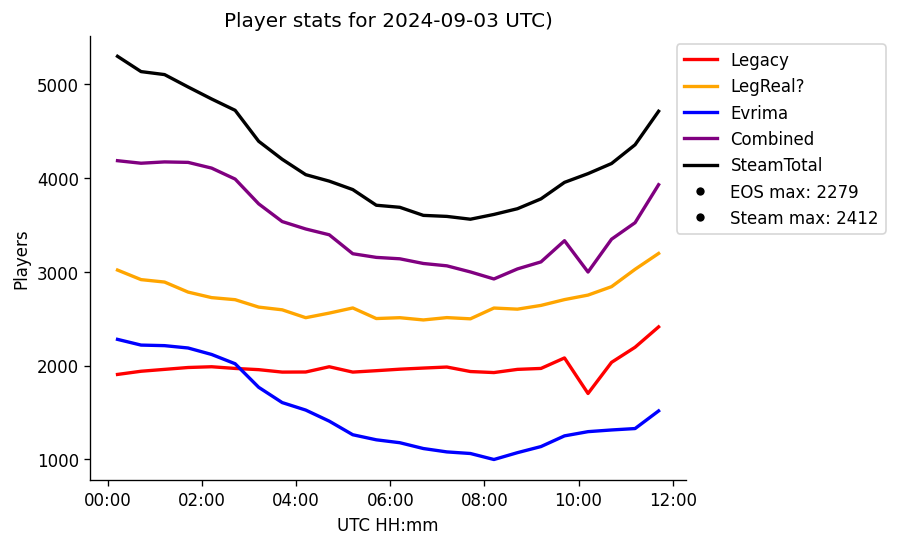 Player stats for 2024-09-03 UTC)
Legacy
LegReal?
Evrima
Combined
SteamTotal
EOS max: 2279
Steam max: 2412
Players
5000
4000
3000
2000
1000
00:00 02:00 04:00 06:00 08:00 10:00 12:00
UTC HH:mm